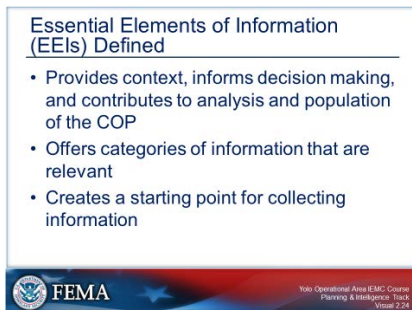 Essential Elements of Information
(EEIs) Defined
• Provides context, informs decision making,
and contributes to analysis and population
of the COP
• Offers categories of information that are
relevant
• Creates a starting point for collecting
information
FEMA
Yolo Operational Area IEMC Course
Planning & Intelligence Track
Visual 2.24